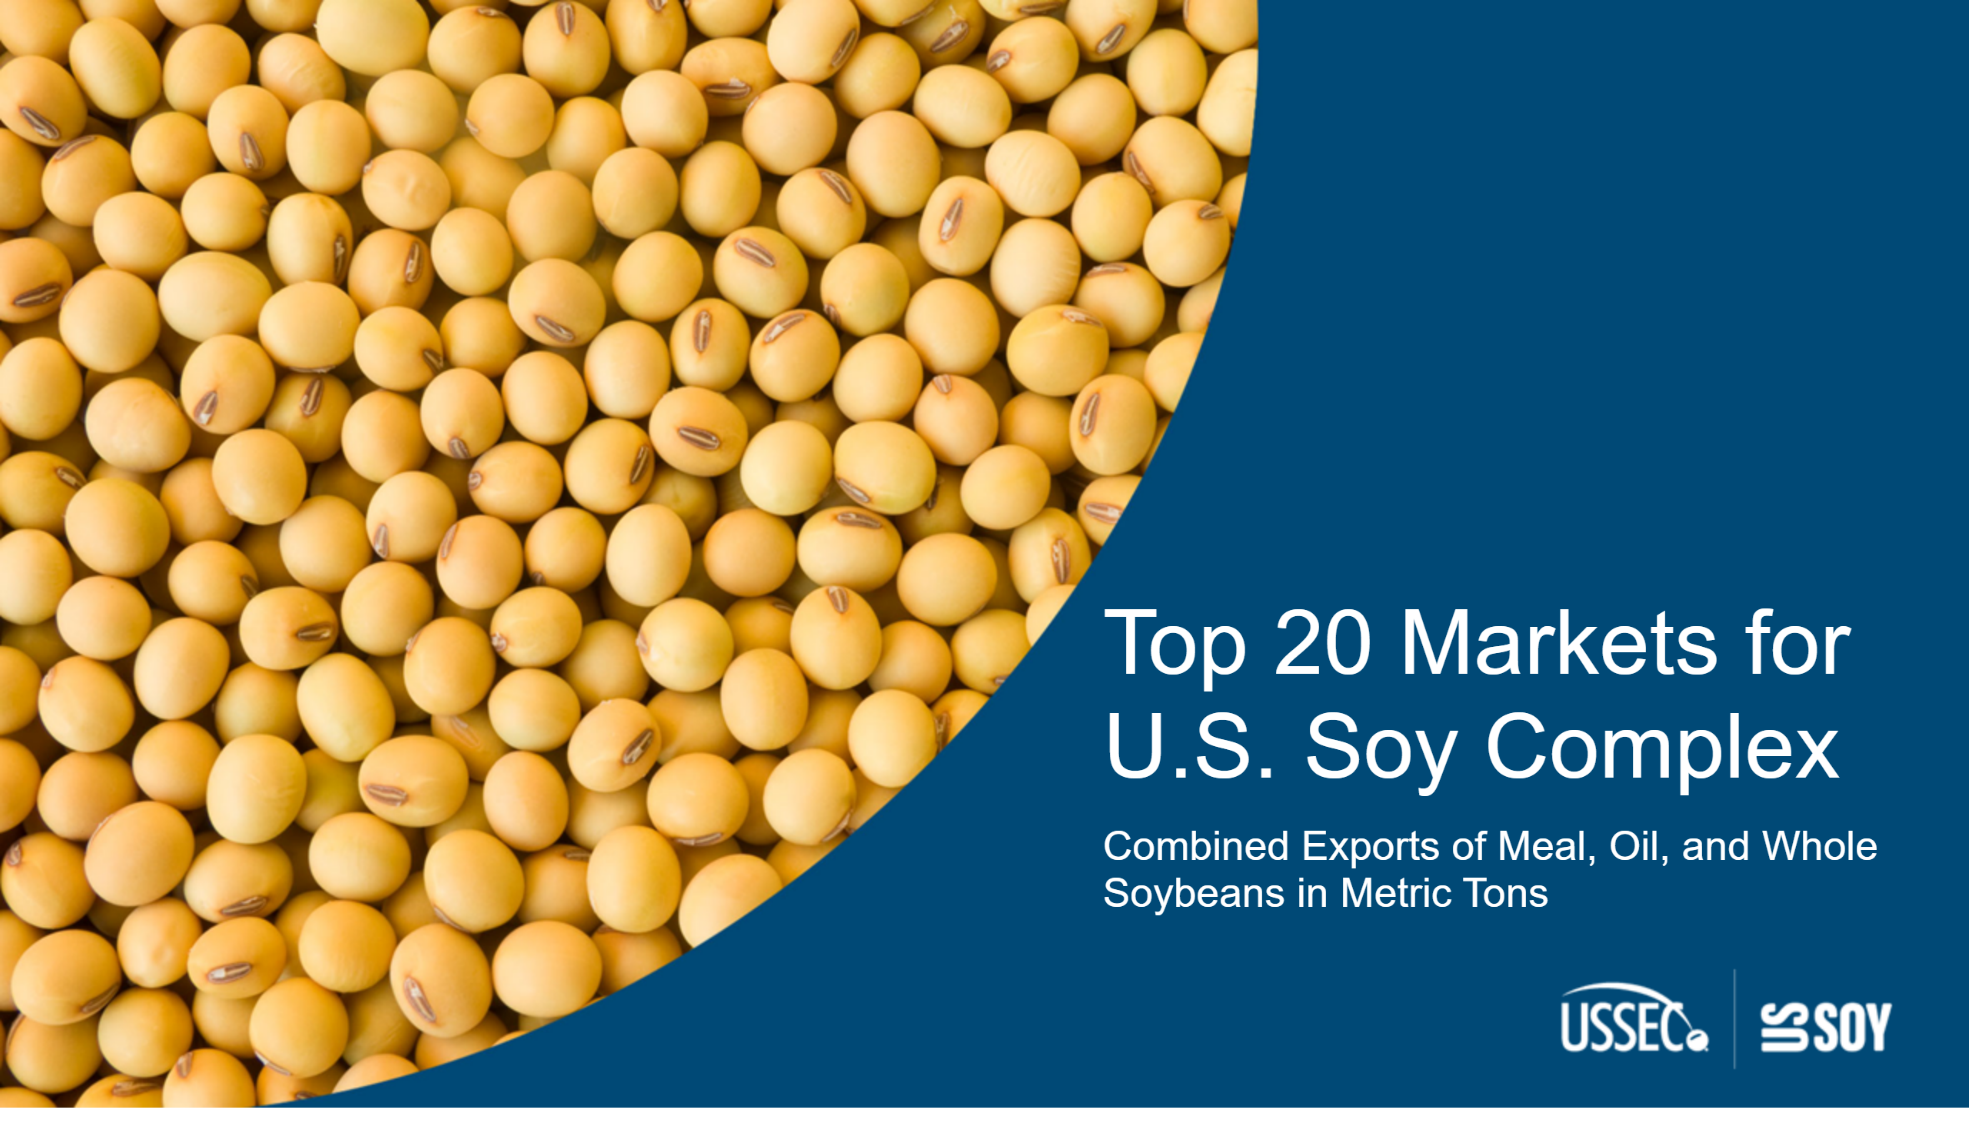 Top 20 Markets for
U.S. Soy Complex
Combined Exports of Meal, Oil, and Whole
Soybeans in Metric Tons
USSEC
US SOY